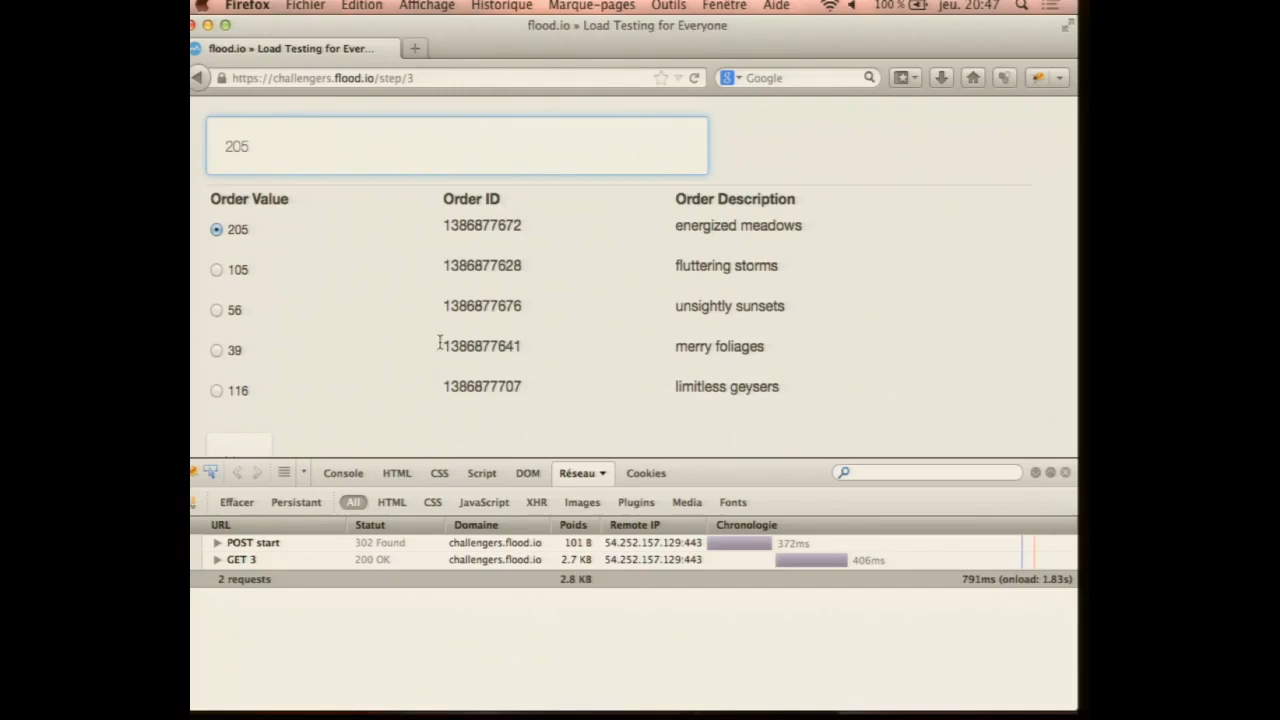 Firefox Fichier Edition Affichage Historique Marque-pages Outils Fenêtre Aide 100 % jeu. 20:47
flood.io » Load Testing for Everyone
flood.io » Load Testing for Ever...
https://challengers.flood.io/step/3 Google
205
Order Value Order ID Order Description
205 1386877672 energized meadows
105 1386877628 fluttering storms
56 1386877676 unsightly sunsets
39 1386877641 merry foliages
116 1386877707 limitless geysers
Console HTML CSS Script DOM Réseau Cookies
Effacer Persistant All HTML CSS JavaScript XHR Images Plugins Media Fonts
URL Statut Domaine Poids Remote IP Chronologie
POST start 302 Found challengers.flood.io 101 B 54.252.157.129:443 372ms
GET 3 200 OK challengers.flood.io 2.7 KB 54.252.157.129:443 406ms
2 requests 2.8 KB 791ms (onload: 1.83s)